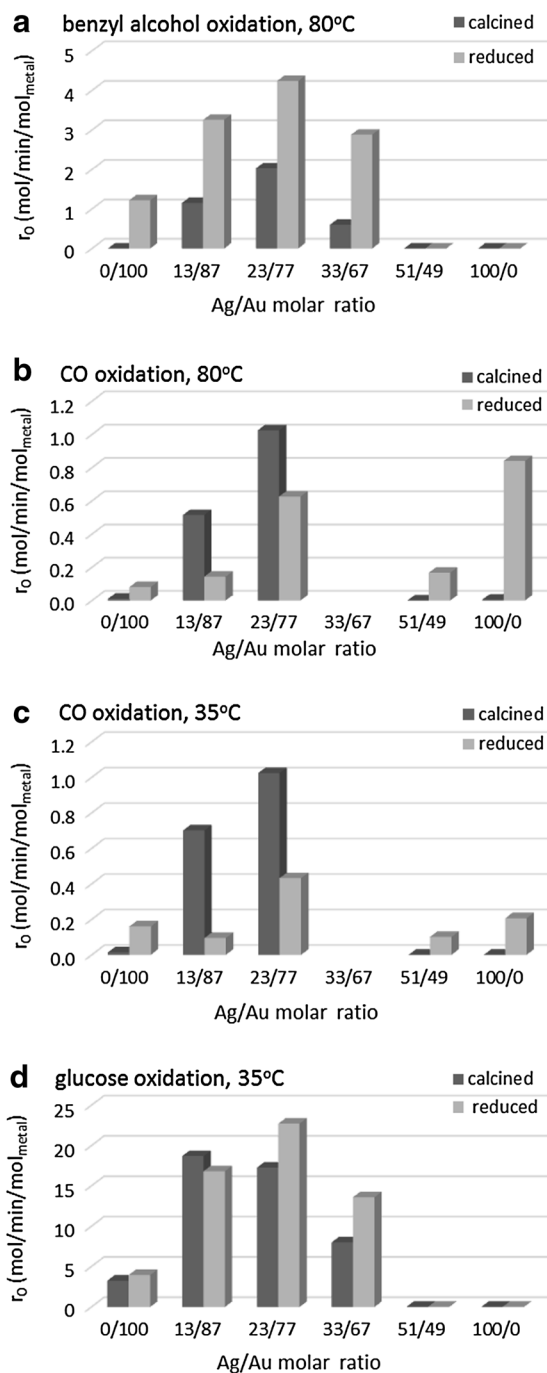 a benzyl alcohol oxidation, 80°C
calcined
reduced
r₀ (mol/min/mol_metal)
5
4
3
2
1
0
0/100 13/87 23/77 33/67 51/49 100/0
Ag/Au molar ratio
b CO oxidation, 80°C
calcined
reduced
r₀ (mol/min/mol_metal)
1.2
1.0
0.8
0.6
0.4
0.2
0.0
0/100 13/87 23/77 33/67 51/49 100/0
Ag/Au molar ratio
c CO oxidation, 35°C
calcined
reduced
r₀ (mol/min/mol_metal)
1.2
1.0
0.8
0.6
0.4
0.2
0.0
0/100 13/87 23/77 33/67 51/49 100/0
Ag/Au molar ratio
d glucose oxidation, 35°C
calcined
reduced
r₀ (mol/min/mol_metal)
25
20
15
10
5
0
0/100 13/87 23/77 33/67 51/49 100/0
Ag/Au molar ratio